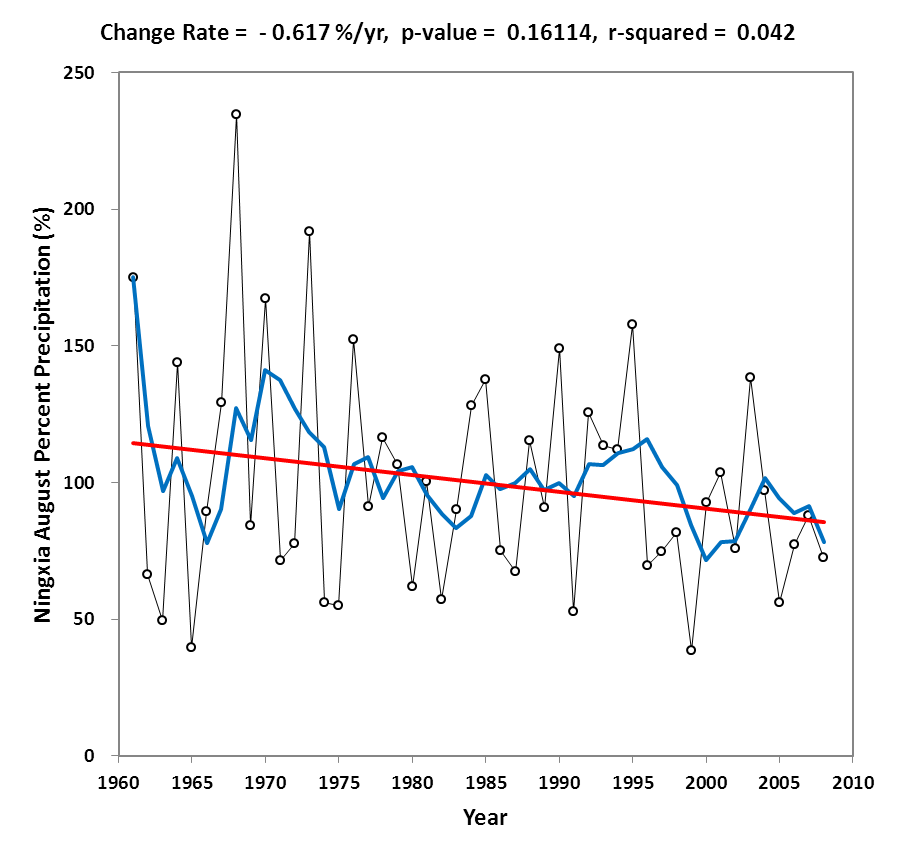 Change Rate = - 0.617 %/yr, p-value = 0.16114, r-squared = 0.042
250
200
150
100
50
0
Ningxia August Percent Precipitation (%)
1960 1965 1970 1975 1980 1985 1990 1995 2000 2005 2010
Year